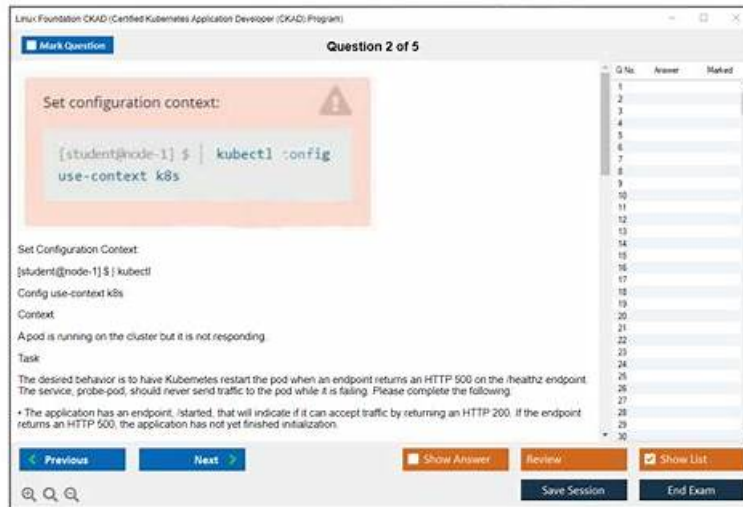 Linux Foundation CKAD (Certified Kubernetes Application Developer (CKAD) Program)
Mark Question
Question 2 of 5
Set configuration context:
[student@node-1] $ | kubectl config
use-context k8s
Set Configuration Context:
[student@node-1] $ | kubectl
Config use-context k8s
Context
A pod is running on the cluster but it is not responding.
Task
The desired behavior is to have Kubernetes restart the pod when an endpoint returns an HTTP 500 on the /healthz endpoint.
The service, probe-pod, should never send traffic to the pod while it is failing. Please complete the following:
• The application has an endpoint, /started, that will indicate if it can accept traffic by returning an HTTP 200. If the endpoint
returns an HTTP 500, the application has not yet finished initialization.
Q No. Answer Marked
1
2
3
4
5
6
7
8
9
10
11
12
13
14
15
16
17
18
19
20
21
22
23
24
25
26
27
28
29
30
Previous
Next
Show Answer
Review
Show List
Save Session
End Exam